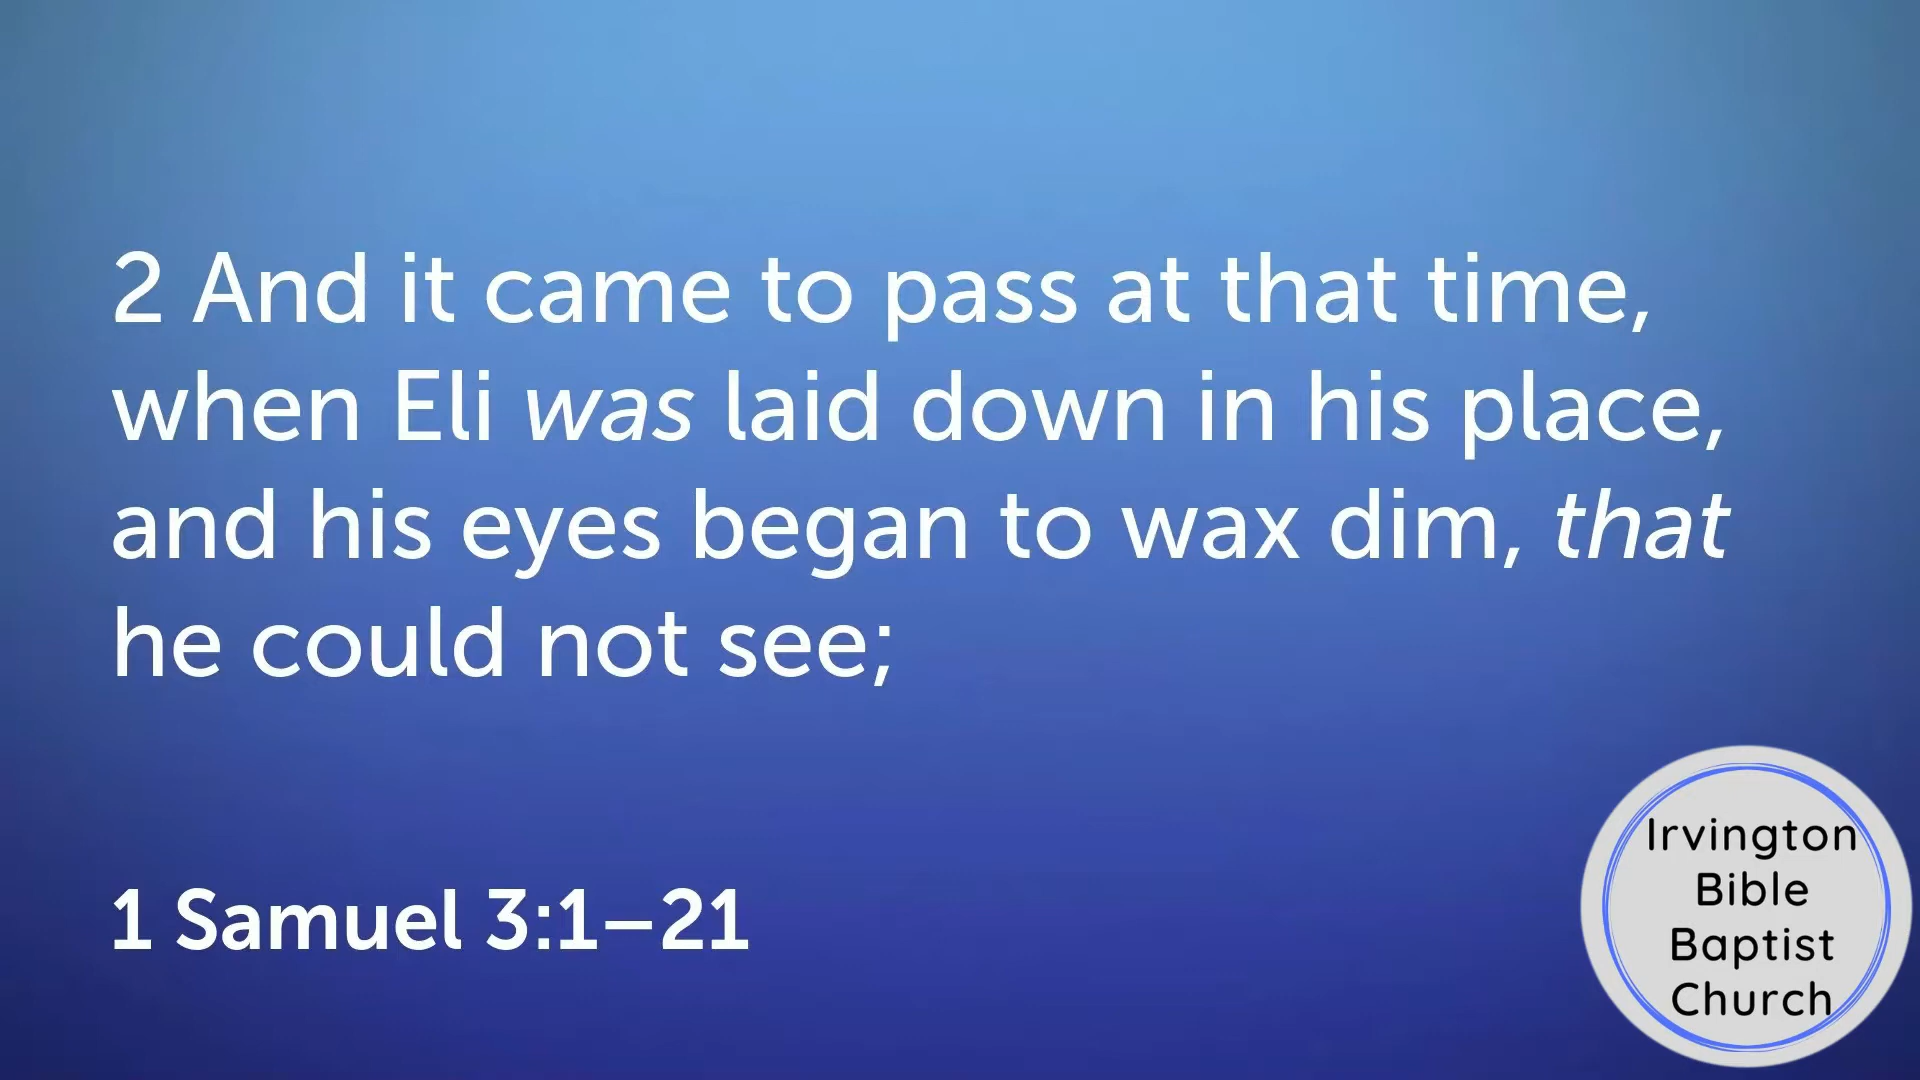 2 And it came to pass at that time,
when Eli was laid down in his place,
and his eyes began to wax dim, that
he could not see;
1 Samuel 3:1–21
Irvington
Bible
Baptist
Church